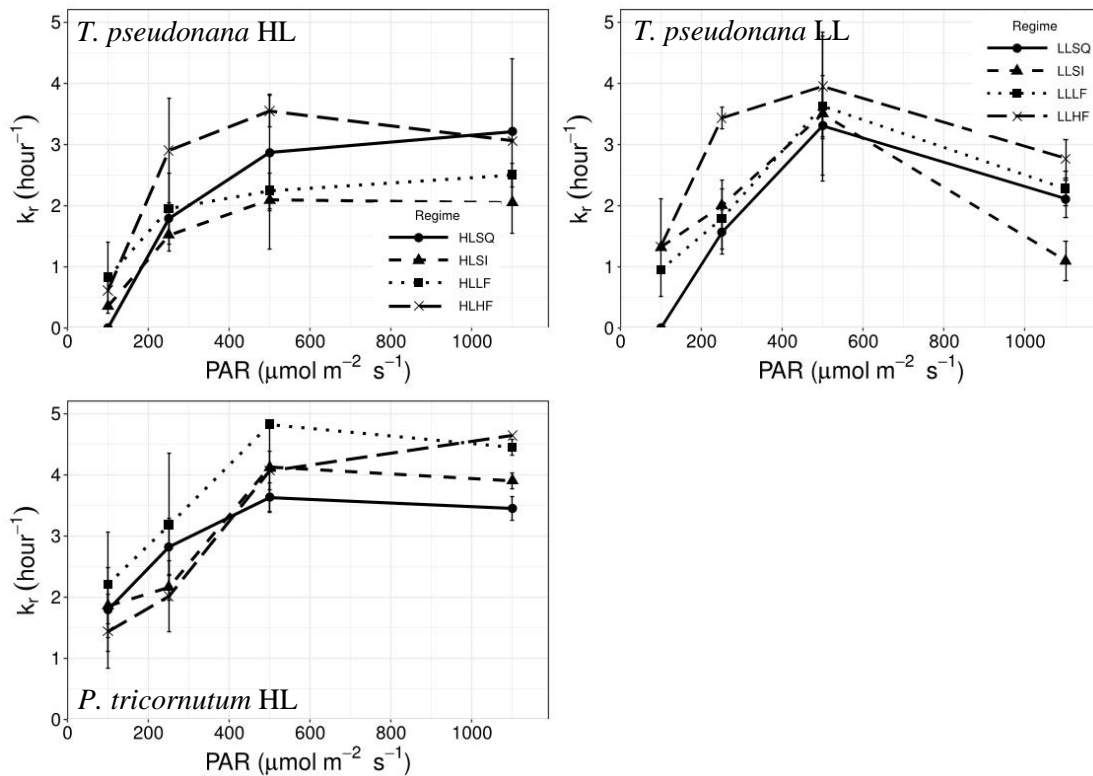 T. pseudonana HL
5
4
3
2
1
0
kᵣ (hour⁻¹)
Regime
HLSQ
HLSI
HLLF
HLHF
0 200 400 600 800 1000
PAR (μmol m⁻² s⁻¹)
T. pseudonana LL
Regime
LLSQ
LLSI
LLLF
LLHF
5
4
3
2
1
0
kᵣ (hour⁻¹)
0 200 400 600 800 1000
PAR (μmol m⁻² s⁻¹)
5
4
3
2
1
0
kᵣ (hour⁻¹)
P. tricornutum HL
0 200 400 600 800 1000
PAR (μmol m⁻² s⁻¹)